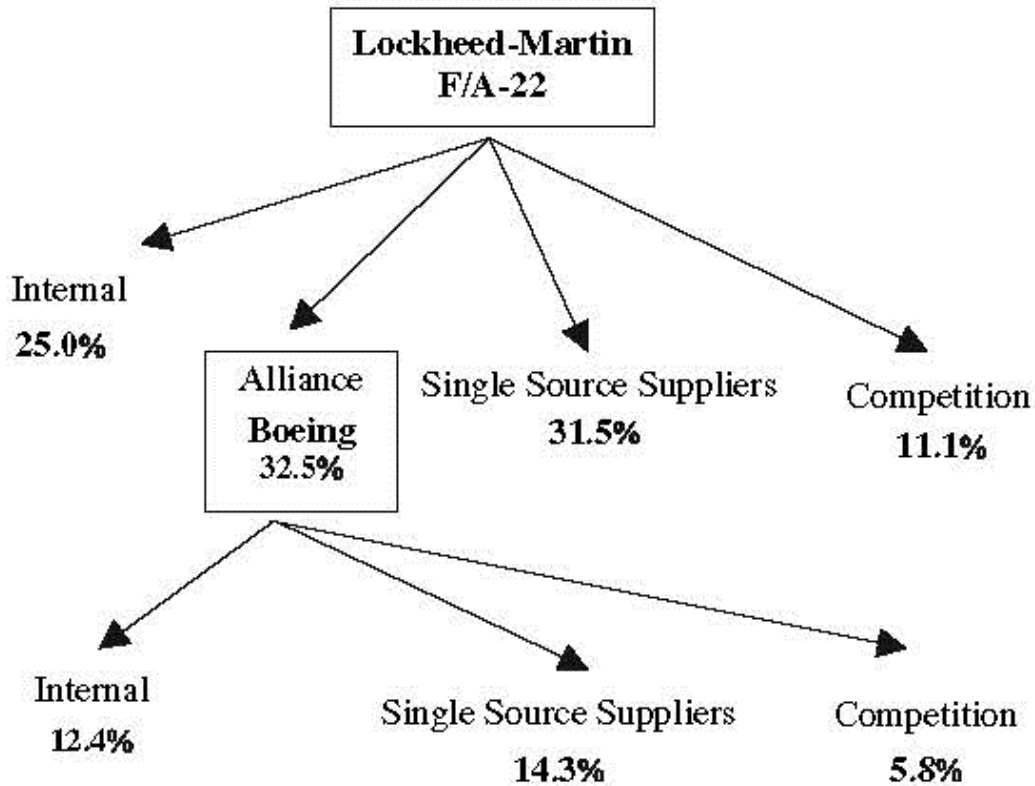 Lockheed-Martin
F/A-22
Internal
25.0%
Alliance
Boeing
32.5%
Single Source Suppliers
31.5%
Competition
11.1%
Internal
12.4%
Single Source Suppliers
14.3%
Competition
5.8%